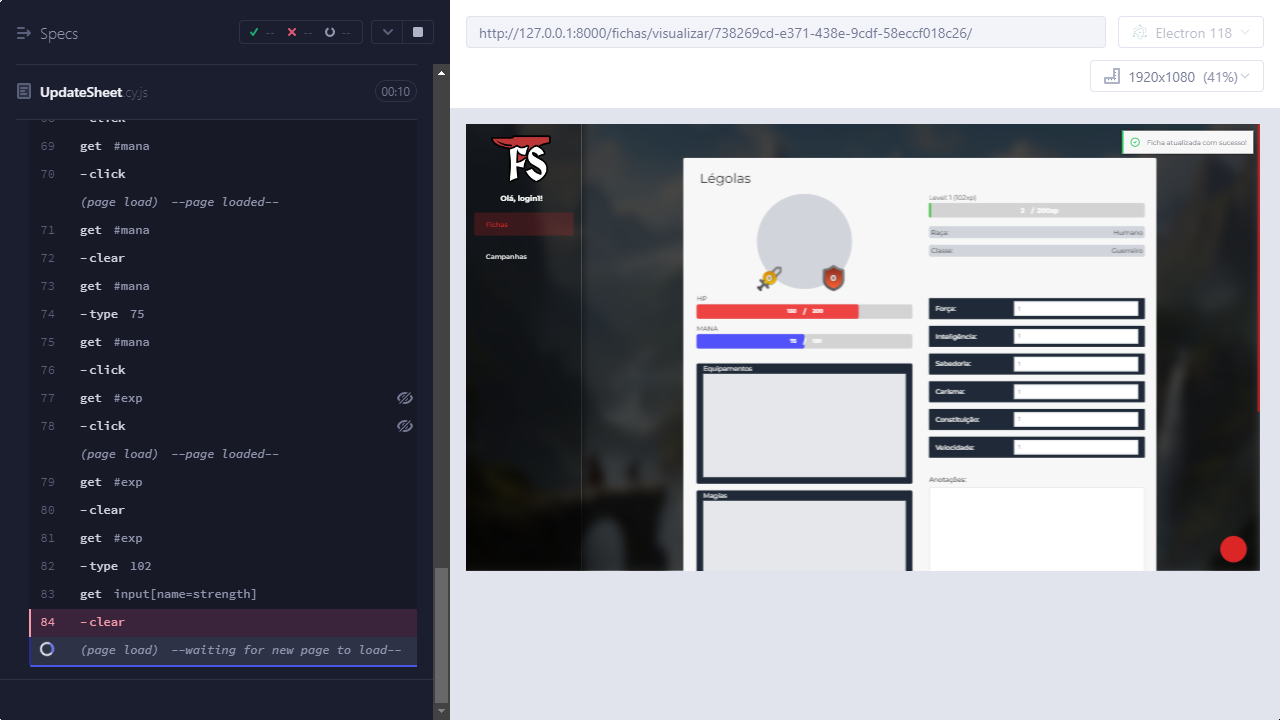 Specs
--
--
--
UpdateSheet.cy.js
00:10
-click
69 get #mana
70 -click
(page load) --page loaded--
71 get #mana
72 -clear
73 get #mana
74 -type 75
75 get #mana
76 -click
77 get #exp
78 -click
(page load) --page loaded--
79 get #exp
80 -clear
81 get #exp
82 -type 102
83 get input[name=strength]
84 -clear
(page load) --waiting for new page to load--
http://127.0.0.1:8000/fichas/visualizar/738269cd-e371-438e-9cdf-58eccf018c26/
Electron 118
1920x1080 (41%)
FS
Olá, login1!
Fichas
Campanhas
Ficha atualizada com sucesso!
Légolas
Level: 1 (102xp)
2 / 200xp
Raça: Humano
Classe: Guerreiro
HP
150 / 200
MANA
75 /
Equipamentos
Magias
Força:
Inteligência:
Sabedoria:
Carisma:
Constituição:
Velocidade:
Anotações: